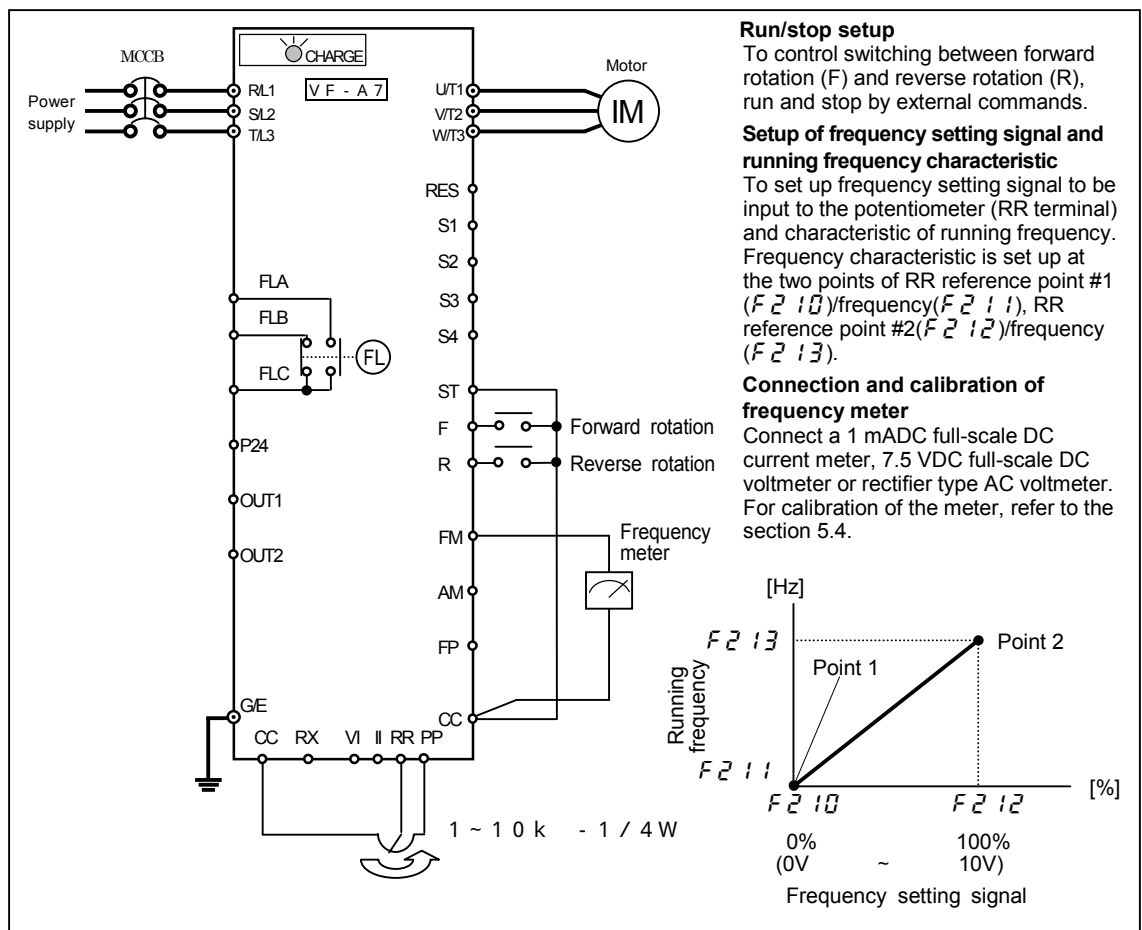 MCCB
Power
supply
CHARGE
VF-A7
R/L1
S/L2
T/L3
U/T1
V/T2
W/T3
Motor
IM
RES
S1
S2
S3
S4
FLA
FLB
FLC
FL
ST
F
Forward rotation
R
Reverse rotation
P24
OUT1
OUT2
FM
Frequency
meter
AM
FP
G/E
CC
CC RX VI II RR PP
1~10k -1/4W
Run/stop setup
To control switching between forward
rotation (F) and reverse rotation (R),
run and stop by external commands.
Setup of frequency setting signal and
running frequency characteristic
To set up frequency setting signal to be
input to the potentiometer (RR terminal)
and characteristic of running frequency.
Frequency characteristic is set up at
the two points of RR reference point #1
(F210)/frequency(F211), RR
reference point #2(F212)/frequency
(F213).
Connection and calibration of
frequency meter
Connect a 1 mADC full-scale DC
current meter, 7.5 VDC full-scale DC
voltmeter or rectifier type AC voltmeter.
For calibration of the meter, refer to the
section 5.4.
[Hz]
F213
Point 2
Point 1
Running
frequency
F211
[%]
F210 F212
0% 100%
(0V ~ 10V)
Frequency setting signal